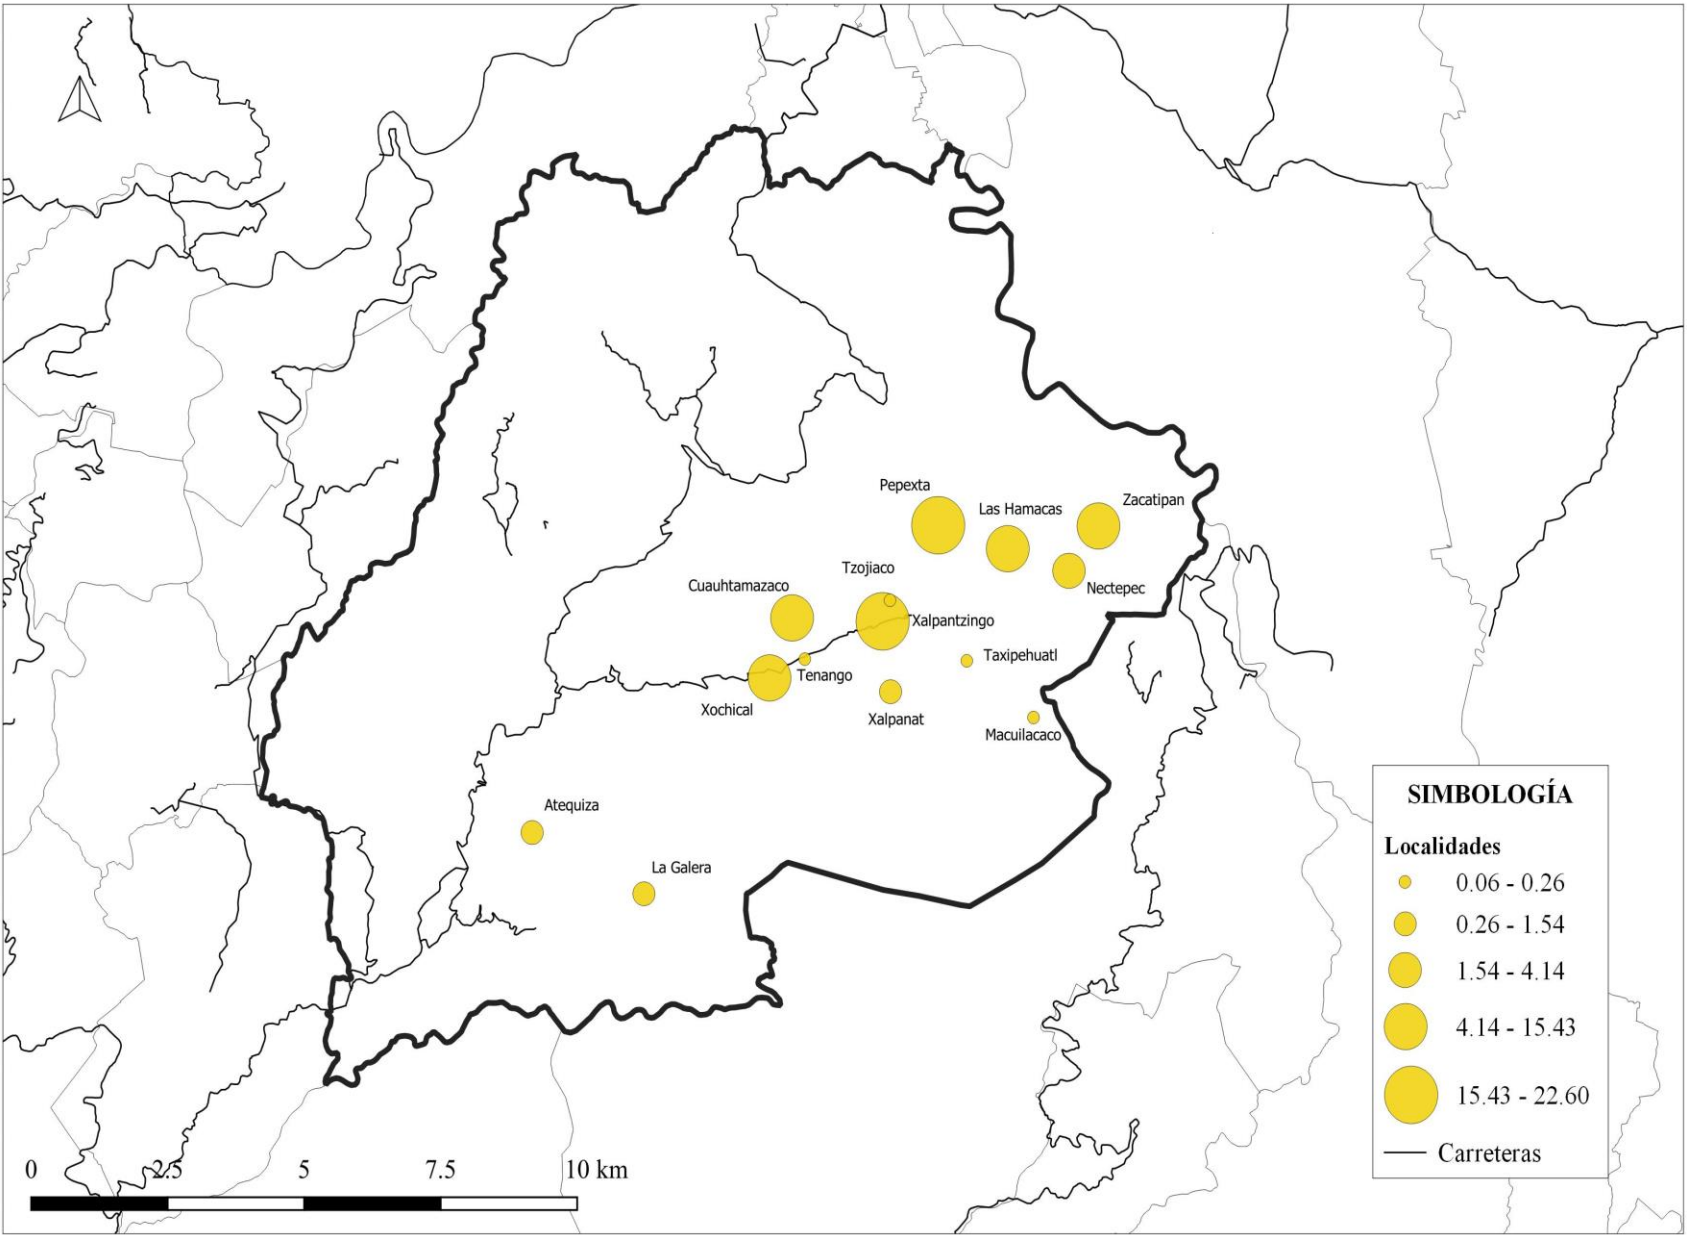 Pepexta
Las Hamacas
Zacatipan
Tzojiaco
Cuauhtamazaco
Nectepec
Xalpantzingo
Taxipehuatl
Tenango
Xochical
Xalpanat
Macuilacaco
Atequiza
La Galera
SIMBOLOGÍA
Localidades
0.06 - 0.26
0.26 - 1.54
1.54 - 4.14
4.14 - 15.43
15.43 - 22.60
Carreteras
0 2.5 5 7.5 10 km